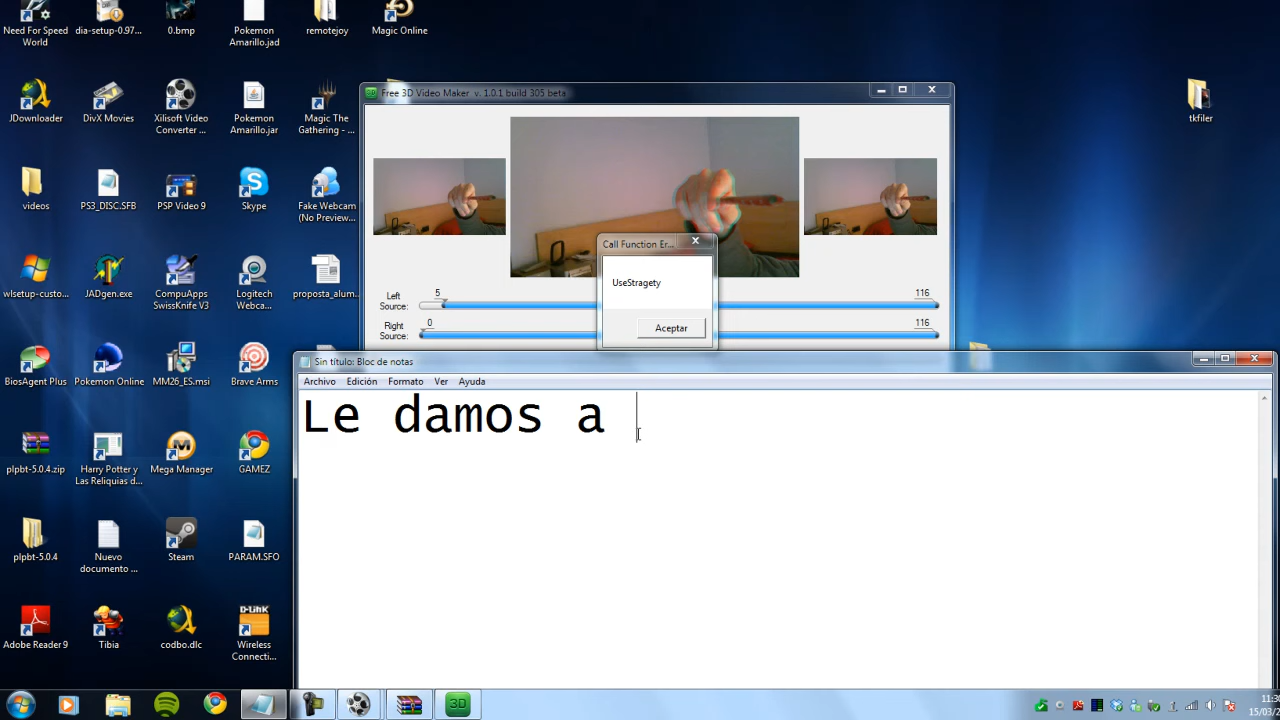 Need For Speed
World
dia-setup-0.97...
0.bmp
Pokemon
Amarillo.jad
remotejoy
Magic Online
JDownloader
DivX Movies
Xilisoft Video
Converter ...
Pokemon
Amarillo.jar
Magic The
Gathering - ...
videos
PS3_DISC.SFB
PSP Video 9
Skype
Fake Webcam
(No Preview...
wlsetup-custo...
JADgen.exe
CompuApps
SwissKnife V3
Logitech
Webca...
proposta_alum...
BiosAgent Plus
Pokemon Online
MM26_ES.msi
Brave Arms
plpbt-5.0.4.zip
Harry Potter y
Las Reliquias d...
Mega Manager
GAMEZ
plpbt-5.0.4
Nuevo
documento ...
Steam
PARAM.SFO
Adobe Reader 9
Tibia
codbo.dlc
D-Link
Wireless
Connecti...
tkfiler
Free 3D Video Maker v. 1.0.1 build 305 beta
Left
Source:
5
116
Right
Source:
0
116
Call Function Er...
UseStragety
Aceptar
Sin título: Bloc de notas
Archivo Edición Formato Ver Ayuda
Le damos a
3D
11:3
15/03/2